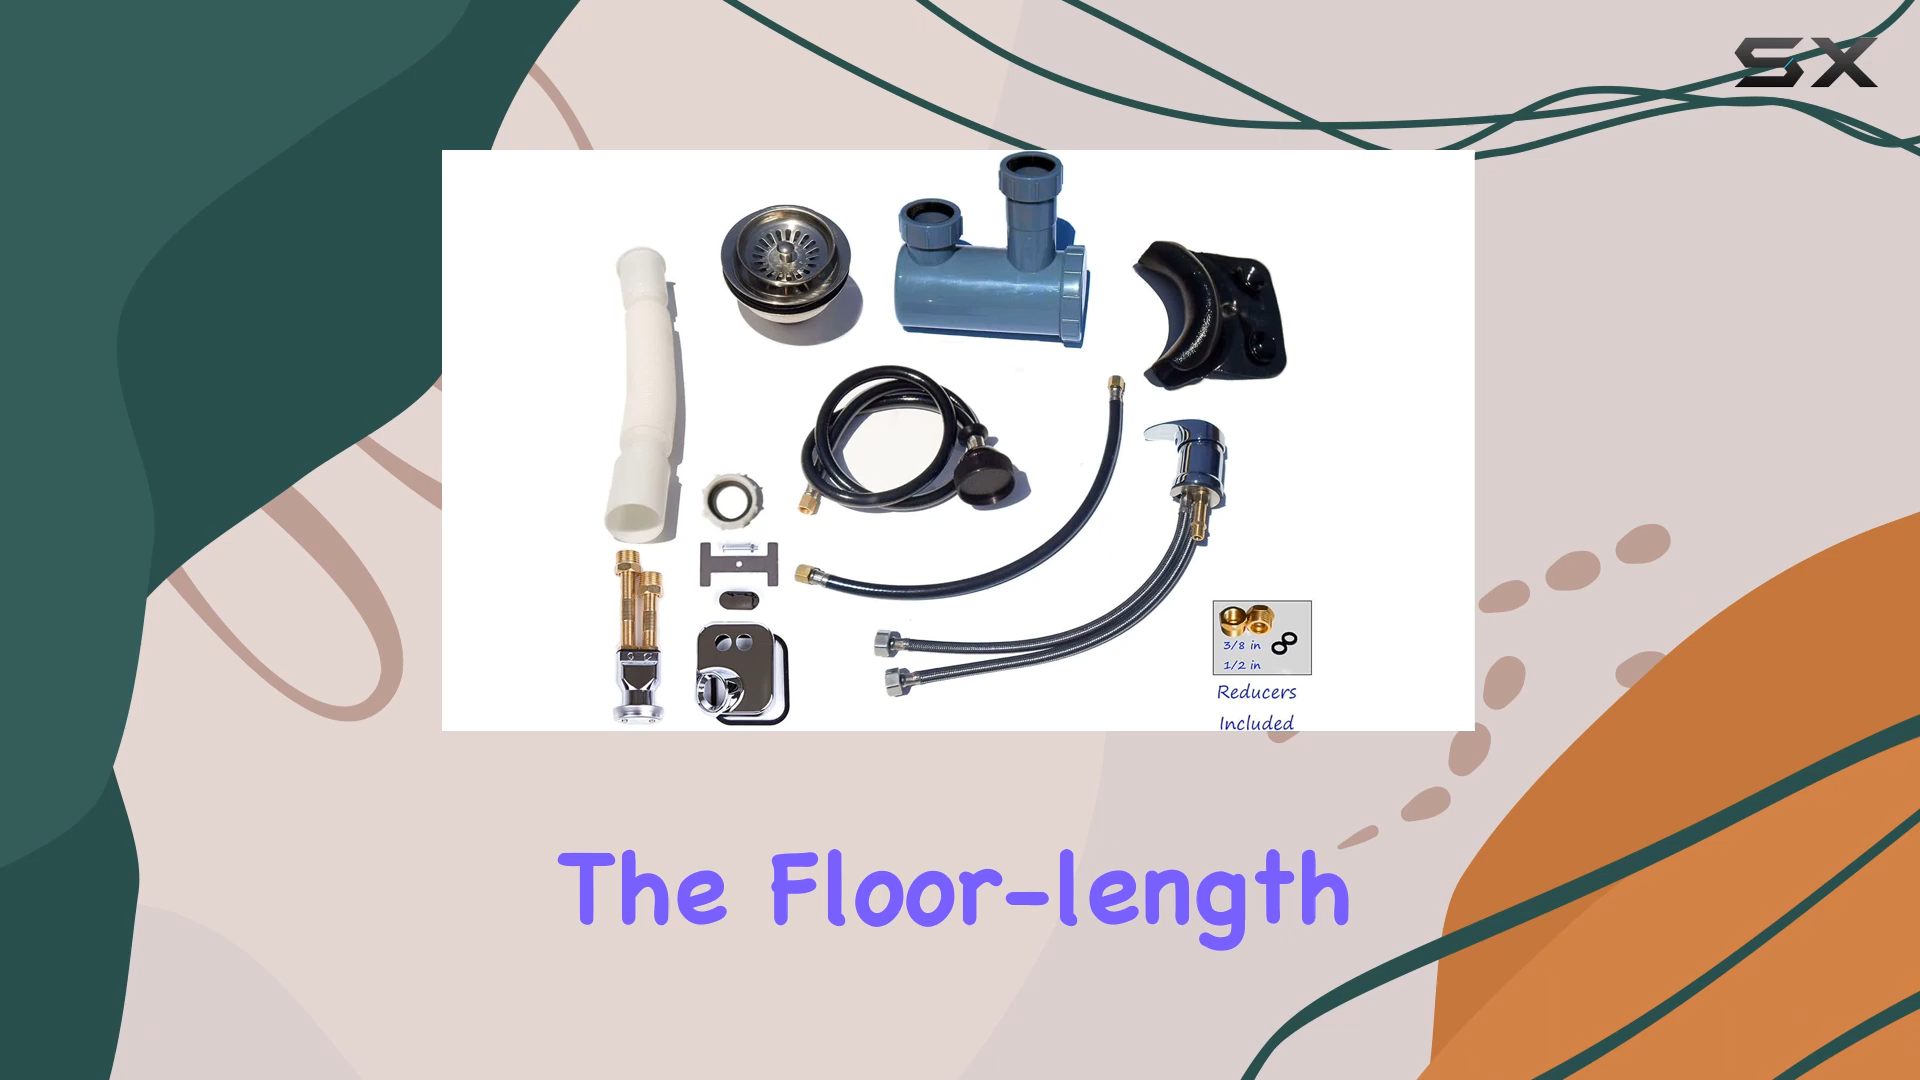 SX
3/8 in
1/2 in
Reducers
Included
The Floor-length